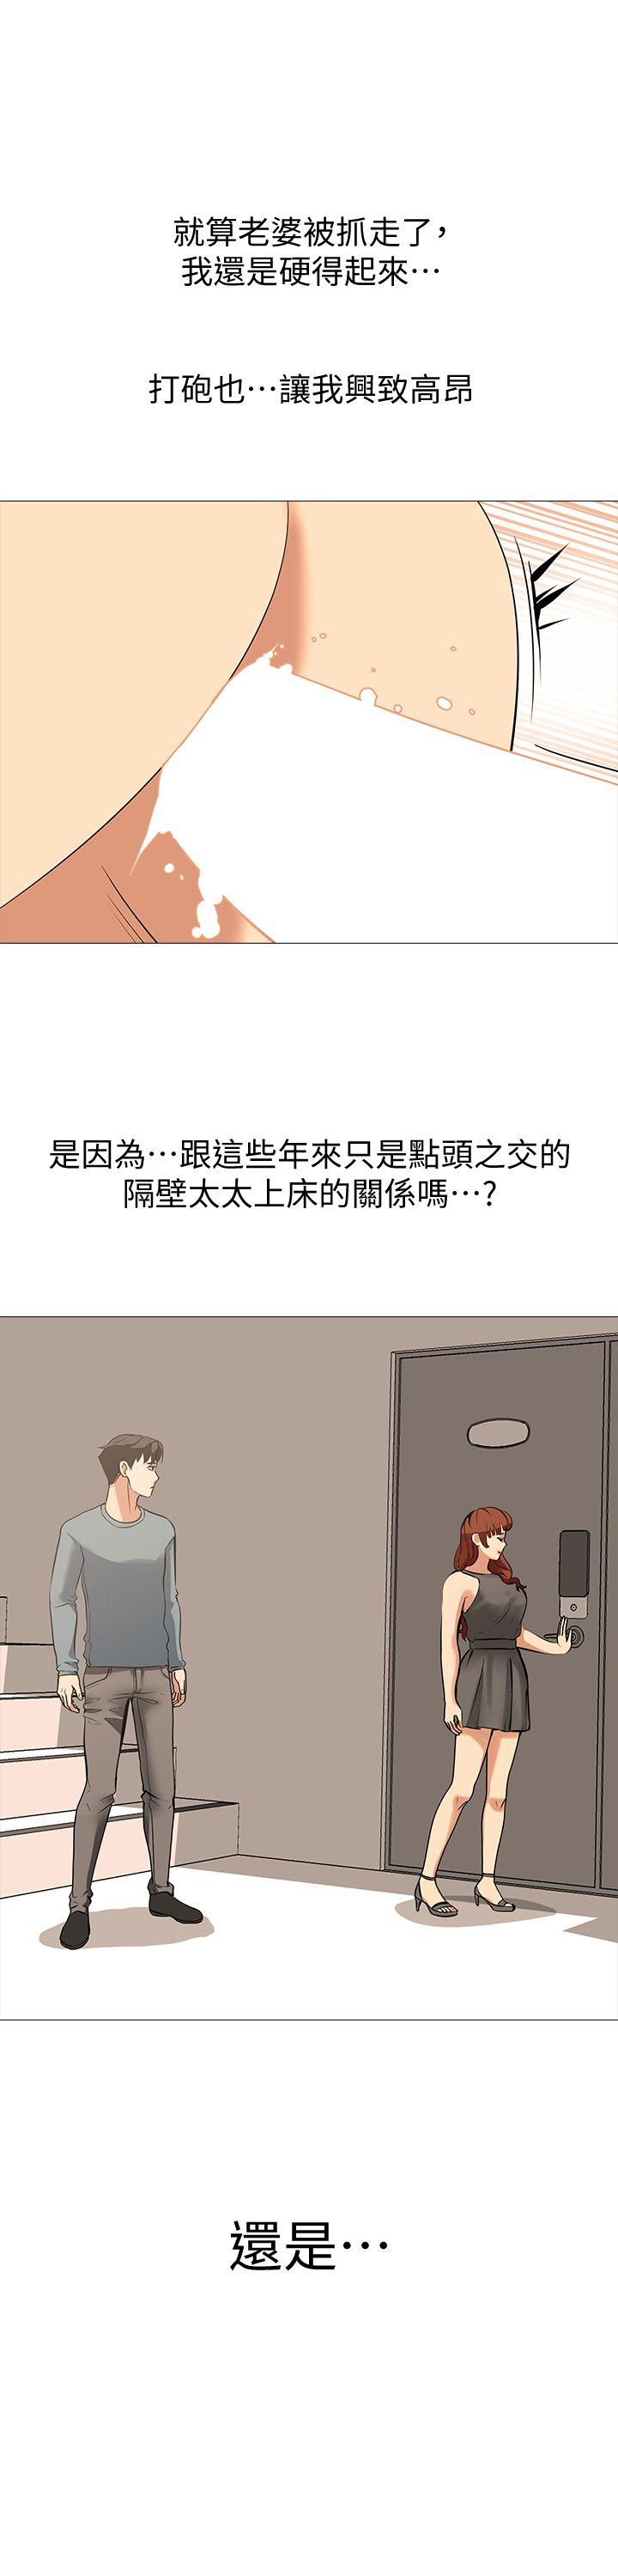 就算老婆被抓走了，
我還是硬得起來⋯
打砲也⋯讓我興致高昂
是因為⋯跟這些年來只是點頭之交的
隔壁太太上床的關係嗎⋯?
還是⋯